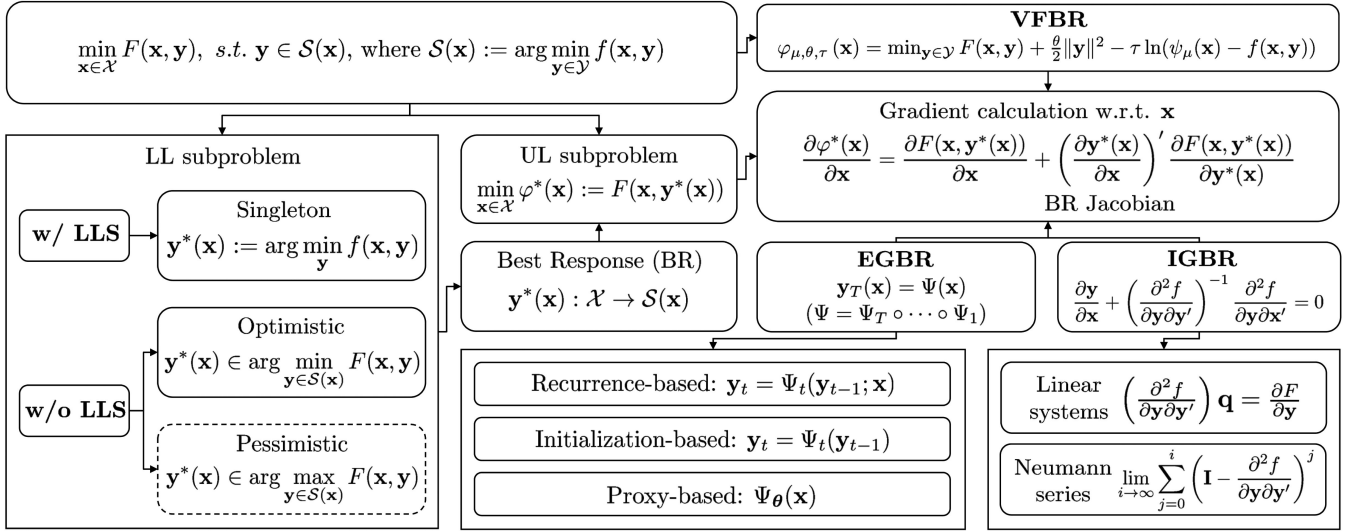 min_{x∈𝒳} F(x, y), s.t. y ∈ 𝒮(x), where 𝒮(x) := arg min_{y∈𝒴} f(x, y)
VFBR
φ_{μ,θ,τ} (x) = min_{y∈𝒴} F(x, y) + θ/2 ‖y‖² − τ ln(ψ_μ(x) − f(x, y))
LL subproblem
w/ LLS
Singleton
y*(x) := arg min_y f(x, y)
w/o LLS
Optimistic
y*(x) ∈ arg min_{y∈𝒮(x)} F(x, y)
Pessimistic
y*(x) ∈ arg max_{y∈𝒮(x)} F(x, y)
UL subproblem
min_{x∈𝒳} φ*(x) := F(x, y*(x))
Best Response (BR)
y*(x) : 𝒳 → 𝒮(x)
Gradient calculation w.r.t. x
∂φ*(x)/∂x = ∂F(x, y*(x))/∂x + (∂y*(x)/∂x)′ ∂F(x, y*(x))/∂y*(x)
BR Jacobian
EGBR
y_T(x) = Ψ(x)
(Ψ = Ψ_T ∘ ··· ∘ Ψ_1)
IGBR
∂y/∂x + (∂²f/∂y∂y′)^{−1} ∂²f/∂y∂x′ = 0
Recurrence-based: y_t = Ψ_t(y_{t−1}; x)
Initialization-based: y_t = Ψ_t(y_{t−1})
Proxy-based: Ψ_θ(x)
Linear
systems (∂²f/∂y∂y′) q = ∂F/∂y
Neumann
series lim_{i→∞} ∑_{j=0}^{i} (I − ∂²f/∂y∂y′)^j